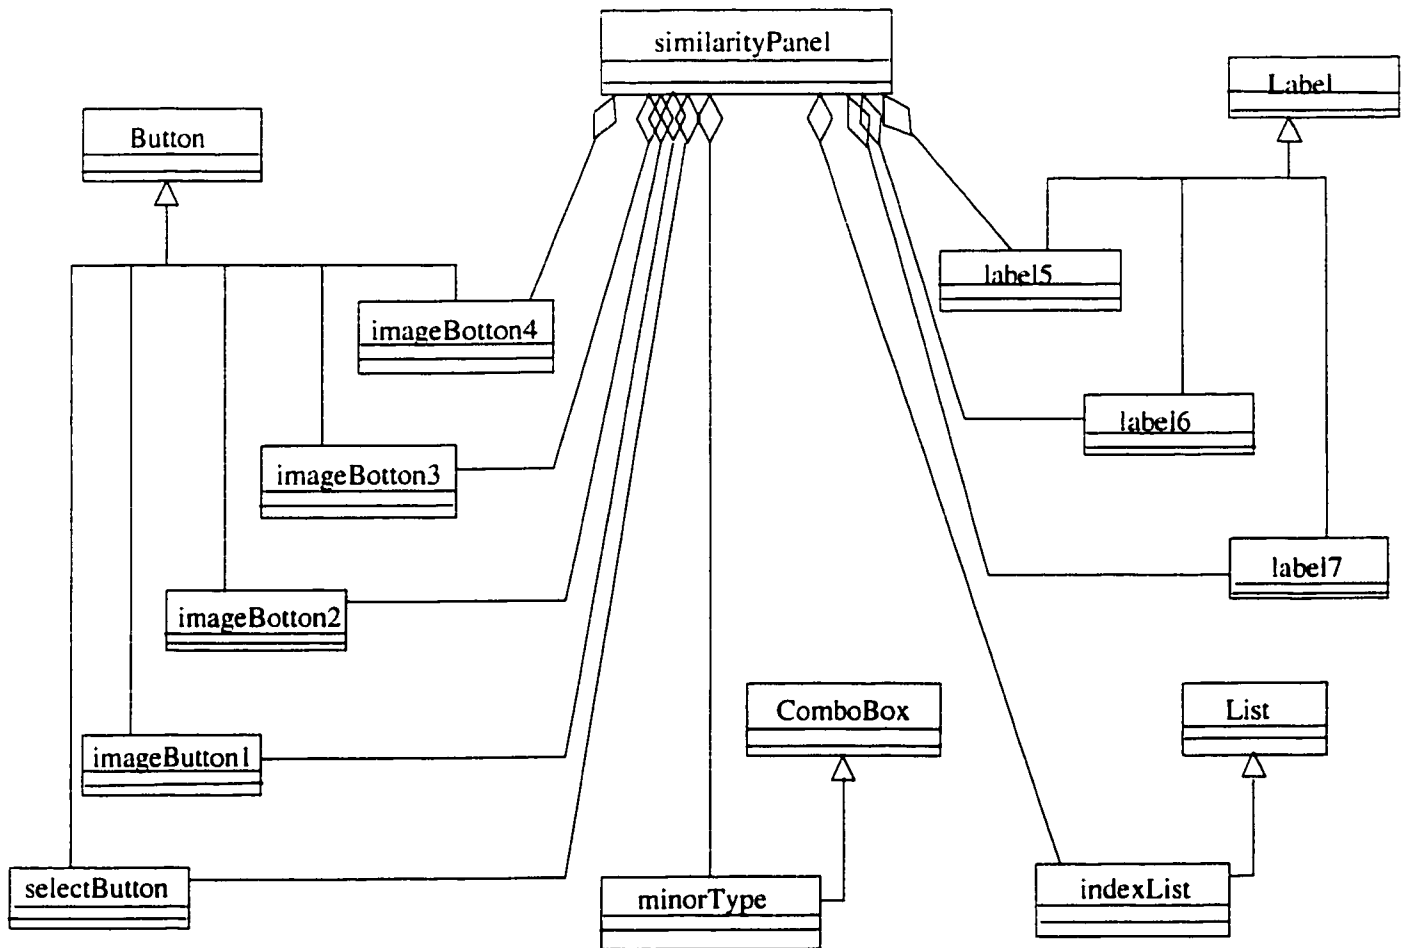 similarityPanel
Label
Button
label5
imageBotton4
label6
imageBotton3
label7
imageBotton2
ComboBox
List
imageButton1
selectButton
minorType
indexList